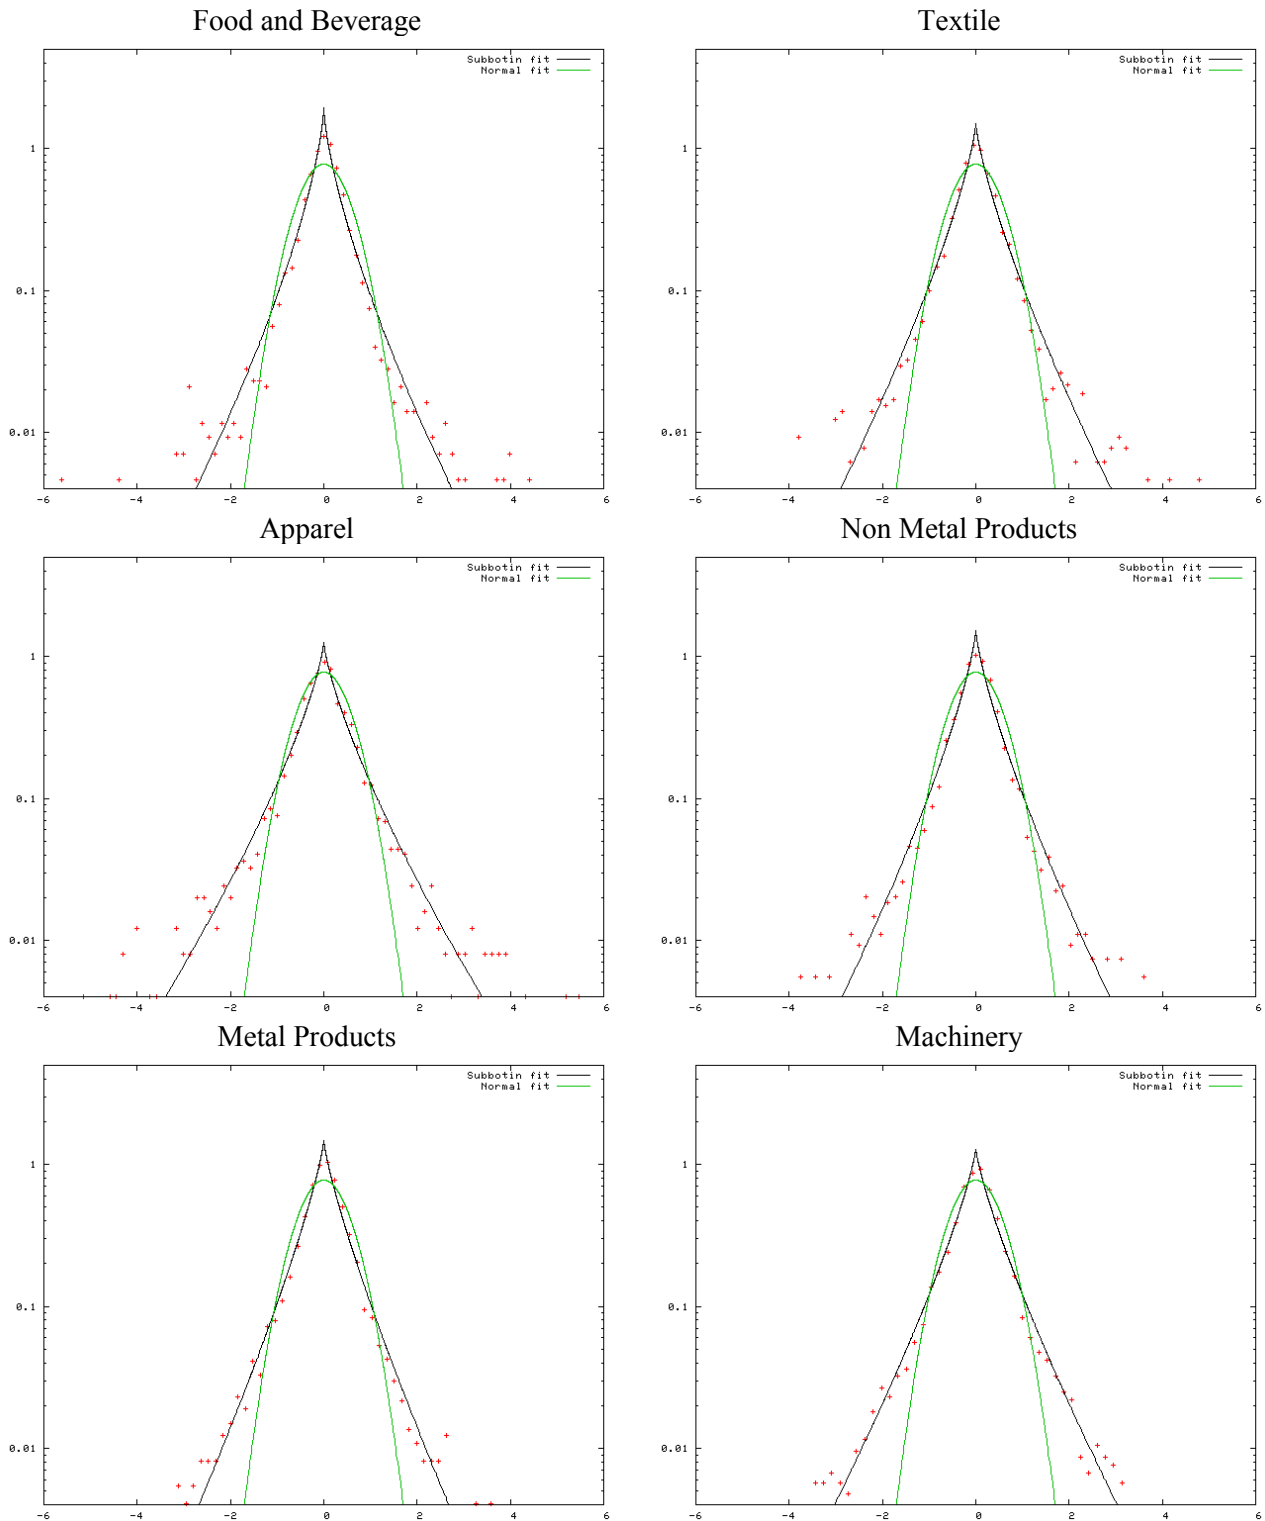 Food and Beverage
Textile
Subbotin fit
Normal fit
1
0.1
0.01
-6 -4 -2 0 2 4 6
Subbotin fit
Normal fit
1
0.1
0.01
-6 -4 -2 0 2 4 6
Apparel
Non Metal Products
Subbotin fit
Normal fit
1
0.1
0.01
-6 -4 -2 0 2 4 6
Subbotin fit
Normal fit
1
0.1
0.01
-6 -4 -2 0 2 4 6
Metal Products
Machinery
Subbotin fit
Normal fit
1
0.1
0.01
-6 -4 -2 0 2 4 6
Subbotin fit
Normal fit
1
0.1
0.01
-6 -4 -2 0 2 4 6